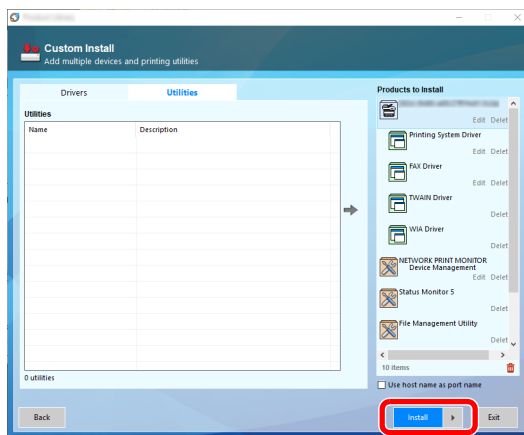 Custom Install
Add multiple devices and printing utilities
Drivers
Utilities
Utilities
Name
Description
0 utilities
Products to Install
Edit Delet
Printing System Driver
Edit Delet
FAX Driver
Edit Delet
TWAIN Driver
Delet
WIA Driver
Delet
NETWORK PRINT MONITOR
Device Management
Edit Delet
Status Monitor 5
Delet
File Management Utility
Delet
10 items
Use host name as port name
Back
Install
Exit